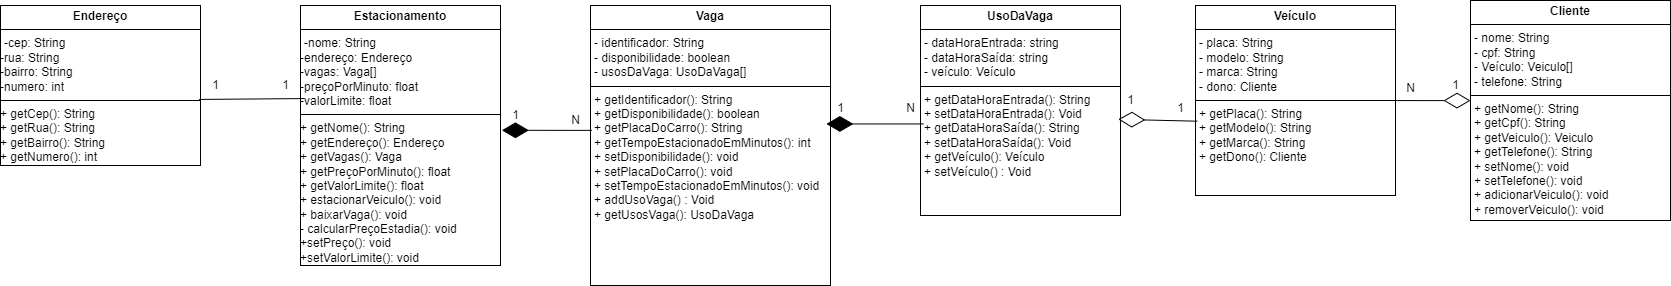 Endereço
-cep: String
-rua: String
-bairro: String
-numero: int
+ getCep(): String
+ getRua(): String
+ getBairro(): String
+ getNumero(): int
1
1
Estacionamento
-nome: String
-endereço: Endereço
-vagas: Vaga[]
-preçoPorMinuto: float
-valorLimite: float
+ getNome(): String
+ getEndereço(): Endereço
+ getVagas(): Vaga
+ getPreçoPorMinuto(): float
+ getValorLimite(): float
+ estacionarVeiculo(): void
+ baixarVaga(): void
- calcularPreçoEstadia(): void
+setPreço(): void
+setValorLimite(): void
1
N
Vaga
- identificador: String
- disponibilidade: boolean
- usosDaVaga: UsoDaVaga[]
+ getIdentificador(): String
+ getDisponibilidade(): boolean
+ getPlacaDoCarro(): String
+ getTempoEstacionadoEmMinutos(): int
+ setDisponibilidade(): void
+ setPlacaDoCarro(): void
+ setTempoEstacionadoEmMinutos(): void
+ addUsoVaga() : Void
+ getUsosVaga(): UsoDaVaga
1
N
UsoDaVaga
- dataHoraEntrada: string
- dataHoraSaída: string
- veículo: Veículo
+ getDataHoraEntrada(): String
+ setDataHoraEntrada(): Void
+ getDataHoraSaída(): String
+ setDataHoraSaída(): Void
+ getVeículo(): Veículo
+ setVeículo() : Void
1
1
Veículo
- placa: String
- modelo: String
- marca: String
- dono: Cliente
+ getPlaca(): String
+ getModelo(): String
+ getMarca(): String
+ getDono(): Cliente
N
1
Cliente
- nome: String
- cpf: String
- Veículo: Veiculo[]
- telefone: String
+ getNome(): String
+ getCpf(): String
+ getVeiculo(): Veiculo
+ getTelefone(): String
+ setNome(): void
+ setTelefone(): void
+ adicionarVeiculo(): void
+ removerVeiculo(): void